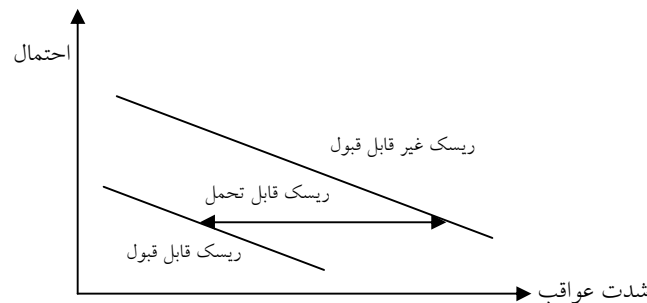 احتمال
ریسک غیر قابل قبول
ریسک قابل تحمل
ریسک قابل قبول
شدت عواقب